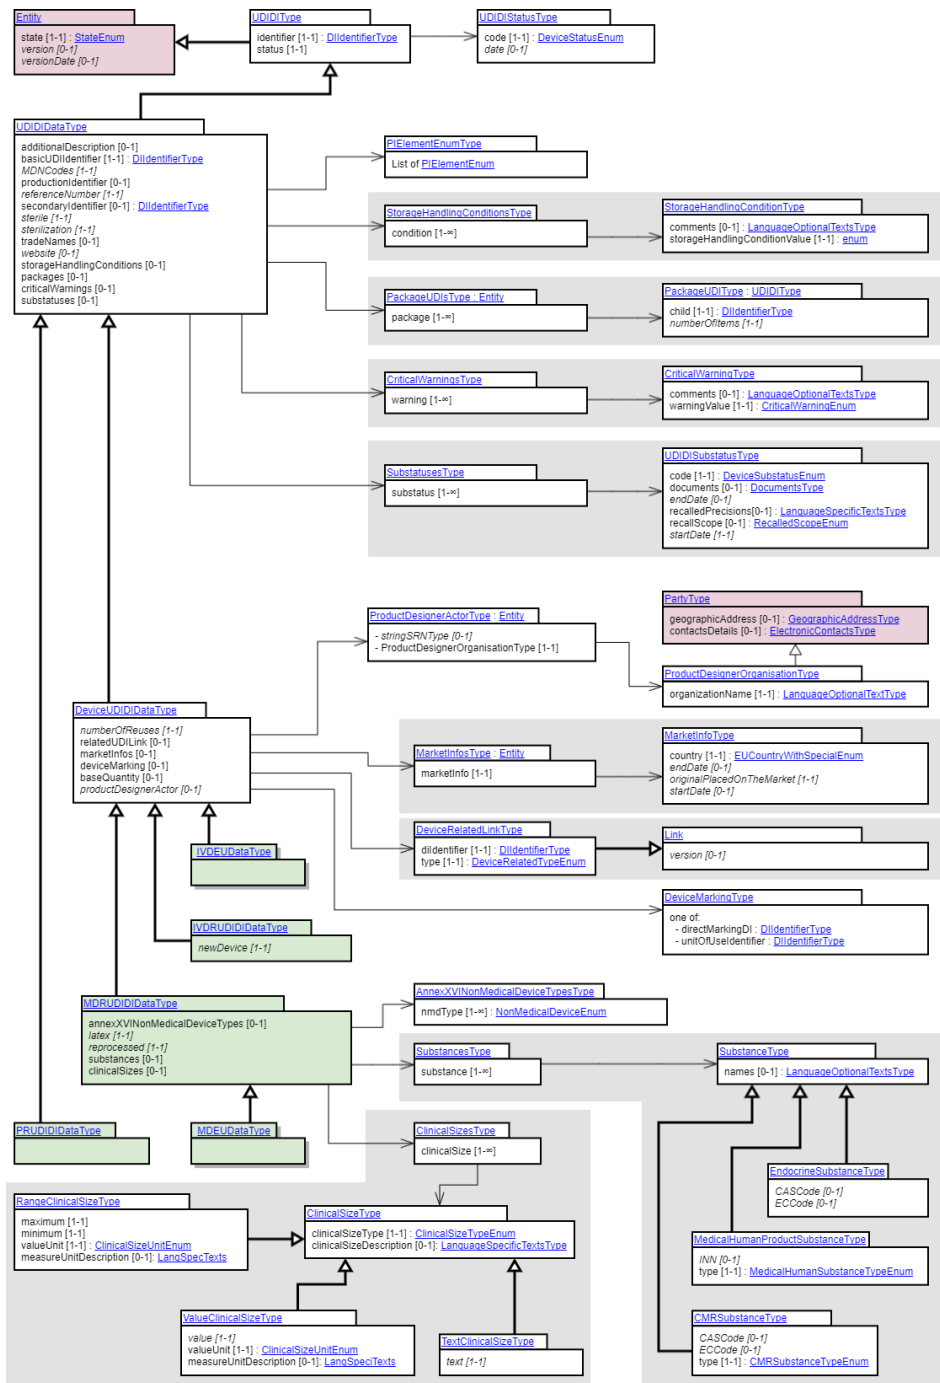 Entity
state [1-1] : StateEnum
version [0-1]
versionDate [0-1]
UDIDIType
identifier [1-1] : DIIdentifierType
status [1-1]
UDIDIStatusType
code [1-1] : DeviceStatusEnum
date [0-1]
UDIDIDataType
additionalDescription [0-1]
basicUDIIdentifier [1-1] : DIIdentifierType
MDNCodes [1-1]
productionIdentifier [0-1]
referenceNumber [1-1]
secondaryIdentifier [0-1] : DIIdentifierType
sterile [1-1]
sterilization [1-1]
tradeNames [0-1]
website [0-1]
storageHandlingConditions [0-1]
packages [0-1]
criticalWarnings [0-1]
substatuses [0-1]
PIElementEnumType
List of PIElementEnum
StorageHandlingConditionsType
condition [1-∞]
StorageHandlingConditionType
comments [0-1] : LanguageOptionalTextsType
storageHandlingConditionValue [1-1] : enum
PackageUDIsType : Entity
package [1-∞]
PackageUDIType : UDIDIType
child [1-1] : DIIdentifierType
numberOfItems [1-1]
CriticalWarningsType
warning [1-∞]
CriticalWarningType
comments [0-1] : LanguageOptionalTextsType
warningValue [1-1] : CriticalWarningEnum
SubstatusesType
substatus [1-∞]
UDIDISubstatusType
code [1-1] : DeviceSubstatusEnum
documents [0-1] : DocumentsType
endDate [0-1]
recalledPrecisions[0-1] : LanguageSpecificTextsType
recallScope [0-1] : RecalledScopeEnum
startDate [1-1]
ProductDesignerActorType : Entity
- stringSRNType [0-1]
- ProductDesignerOrganisationType [1-1]
PartyType
geographicAddress [0-1] : GeographicAddressType
contactsDetails [0-1] : ElectronicContactsType
ProductDesignerOrganisationType
organizationName [1-1] : LanguageOptionalTextType
DeviceUDIDIDataType
numberOfReuses [1-1]
relatedUDILink [0-1]
marketInfos [0-1]
deviceMarking [0-1]
baseQuantity [0-1]
productDesignerActor [0-1]
MarketInfosType : Entity
marketInfo [1-1]
MarketInfoType
country [1-1] : EUCountryWithSpecialEnum
endDate [0-1]
originalPlacedOnTheMarket [1-1]
startDate [0-1]
DeviceRelatedLinkType
diIdentifier [1-1] : DIIdentifierType
type [1-1] : DeviceRelatedTypeEnum
Link
version [0-1]
IVDEUDataType
DeviceMarkingType
one of:
- directMarkingDI : DIIdentifierType
- unitOfUseIdentifier : DIIdentifierType
IVDRUDIDIDataType
newDevice [1-1]
MDRUDIDIDataType
annexXVINonMedicalDeviceTypes [0-1]
latex [1-1]
reprocessed [1-1]
substances [0-1]
clinicalSizes [0-1]
AnnexXVINonMedicalDeviceTypesType
nmdType [1-∞] : NonMedicalDeviceEnum
SubstancesType
substance [1-∞]
SubstanceType
names [0-1] : LanguageOptionalTextsType
PRUDIDIDataType
MDEUDataType
ClinicalSizesType
clinicalSize [1-∞]
EndocrineSubstanceType
CASCode [0-1]
ECCode [0-1]
RangeClinicalSizeType
maximum [1-1]
minimum [1-1]
valueUnit [1-1] : ClinicalSizeUnitEnum
measureUnitDescription [0-1]: LangSpecTexts
ClinicalSizeType
clinicalSizeType [1-1] : ClinicalSizeTypeEnum
clinicalSizeDescription [0-1]: LanguageSpecificTextsType
MedicalHumanProductSubstanceType
INN [0-1]
type [1-1] : MedicalHumanSubstanceTypeEnum
ValueClinicalSizeType
value [1-1]
valueUnit [1-1] : ClinicalSizeUnitEnum
measureUnitDescription [0-1]: LangSpeciTexts
TextClinicalSizeType
text [1-1]
CMRSubstanceType
CASCode [0-1]
ECCode [0-1]
type [1-1] : CMRSubstanceTypeEnum